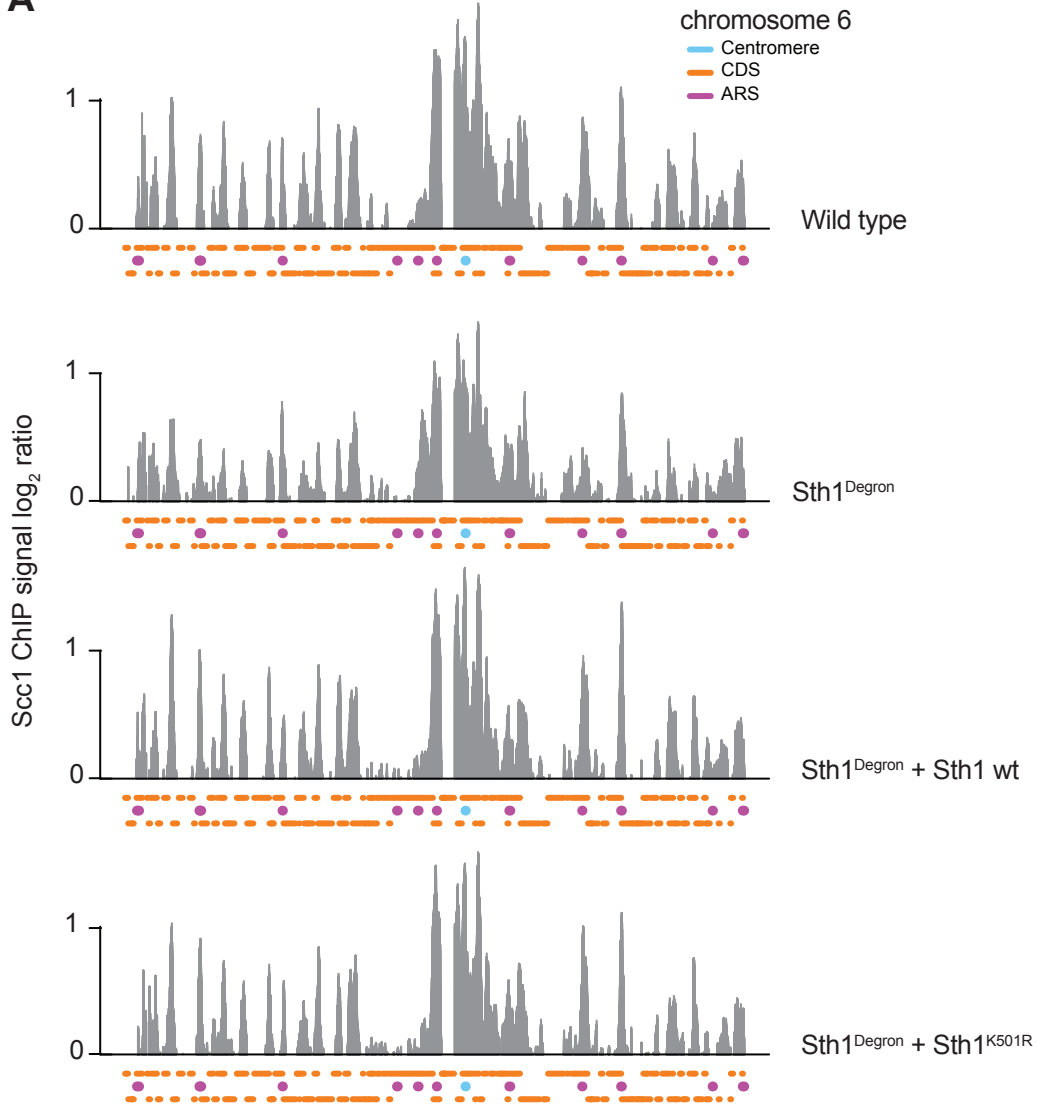 A
chromosome 6
Centromere
CDS
ARS
1
0
Wild type
1
0
Sth1Degron
Scc1 ChIP signal log2 ratio
1
0
Sth1Degron + Sth1 wt
1
0
Sth1Degron + Sth1K501R